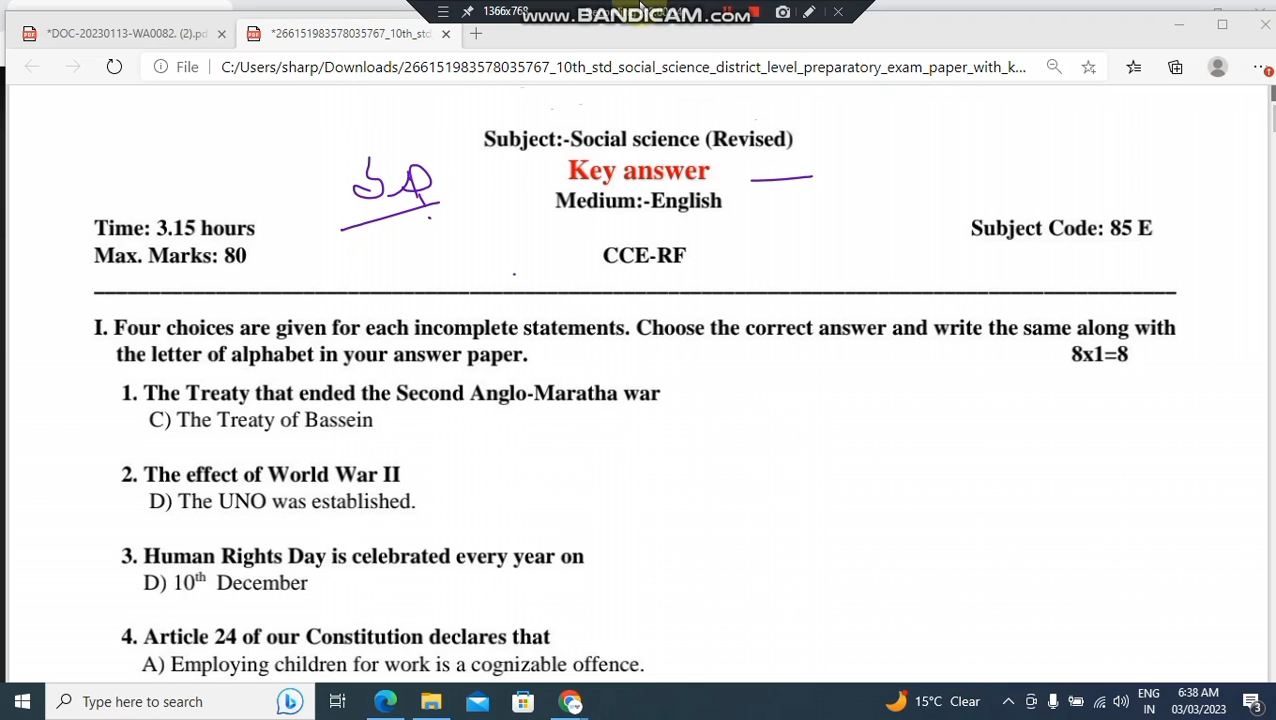 1366x768
www.BANDICAM.com
*DOC-20230113-WA0082. (2).pd
*266151983578035767_10th_std
File
C:/Users/sharp/Downloads/266151983578035767_10th_std_social_science_district_level_preparatory_exam_paper_with_k...
Subject:-Social science (Revised)
Key answer
Medium:-English
Time: 3.15 hours
Subject Code: 85 E
Max. Marks: 80
CCE-RF
I. Four choices are given for each incomplete statements. Choose the correct answer and write the same along with
the letter of alphabet in your answer paper.
8x1=8
1. The Treaty that ended the Second Anglo-Maratha war
C) The Treaty of Bassein
2. The effect of World War II
D) The UNO was established.
3. Human Rights Day is celebrated every year on
D) 10th December
4. Article 24 of our Constitution declares that
A) Employing children for work is a cognizable offence.
Type here to search
15°C Clear
ENG
IN
6:38 AM
03/03/2023
3